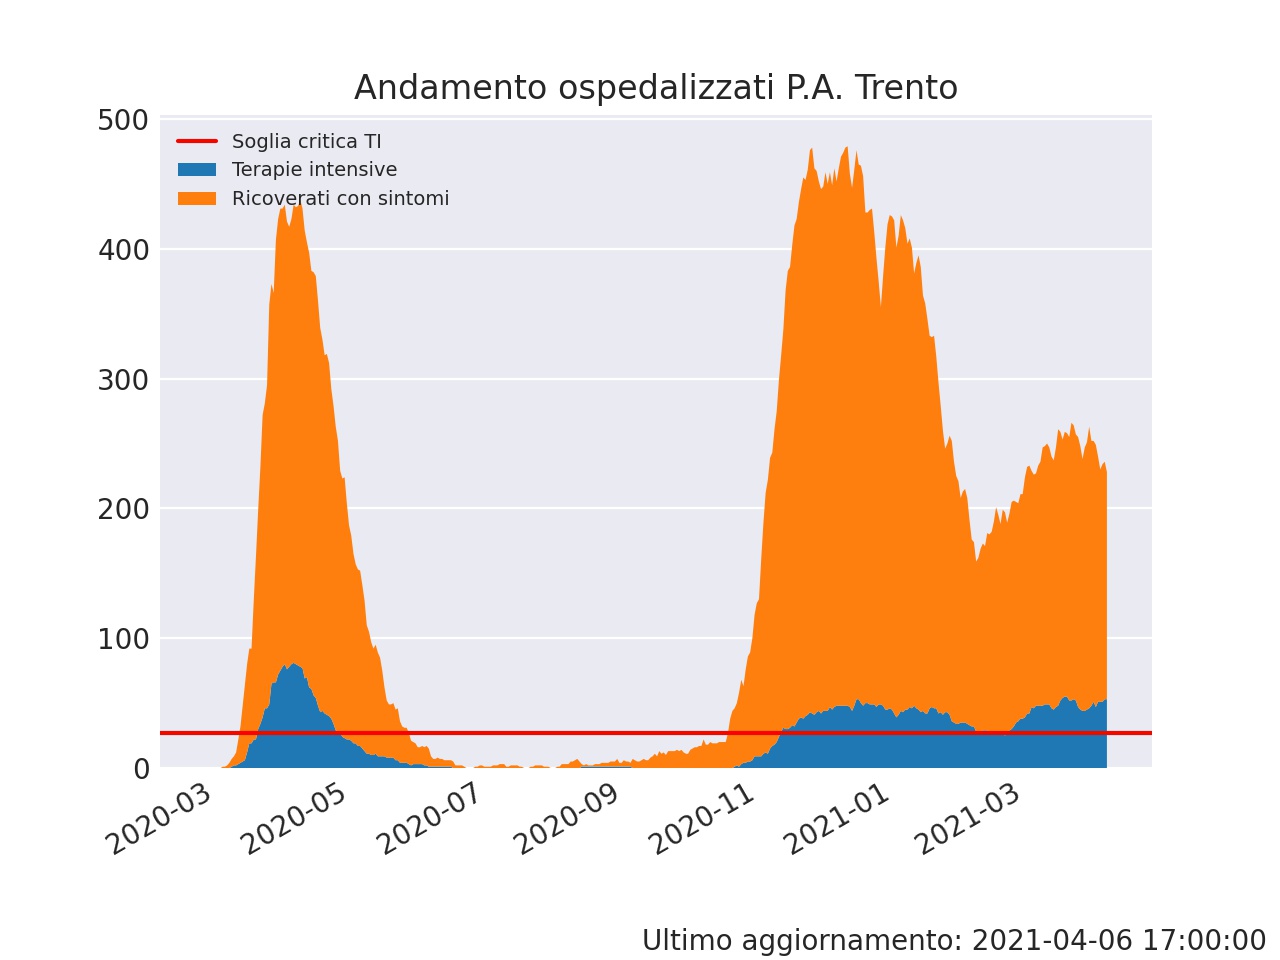 Andamento ospedalizzati P.A. Trento
500
400
300
200
100
0
Soglia critica TI
Terapie intensive
Ricoverati con sintomi
2020-03
2020-05
2020-07
2020-09
2020-11
2021-01
2021-03
Ultimo aggiornamento: 2021-04-06 17:00:00